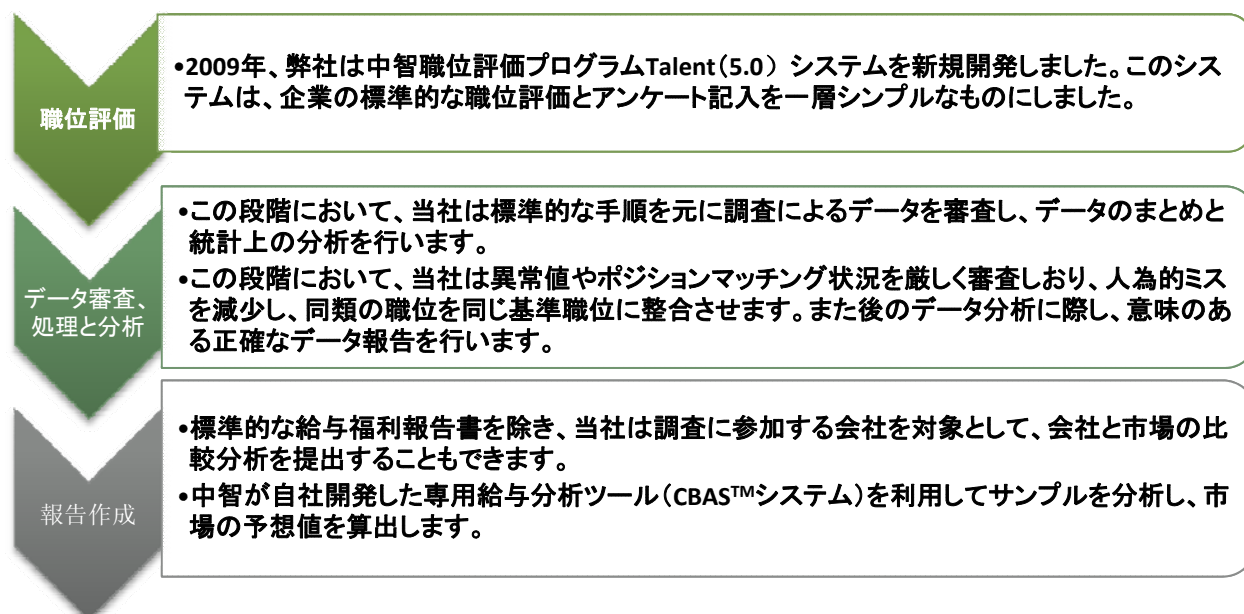 職位評価
•2009年、弊社は中智職位評価プログラムTalent（5.0） システムを新規開発しました。このシス
テムは、企業の標準的な職位評価とアンケート記入を一層シンプルなものにしました。
データ審査、
処理と分析
•この段階において、当社は標準的な手順を元に調査によるデータを審査し、データのまとめと
統計上の分析を行います。
•この段階において、当社は異常値やポジションマッチング状況を厳しく審査しおり、人為的ミス
を減少し、同類の職位を同じ基準職位に整合させます。また後のデータ分析に際し、意味のあ
る正確なデータ報告を行います。
報告作成
•標準的な給与福利報告書を除き、当社は調査に参加する会社を対象として、会社と市場の比
較分析を提出することもできます。
•中智が自社開発した専用給与分析ツール（CBAS™システム）を利用してサンプルを分析し、市
場の予想値を算出します。